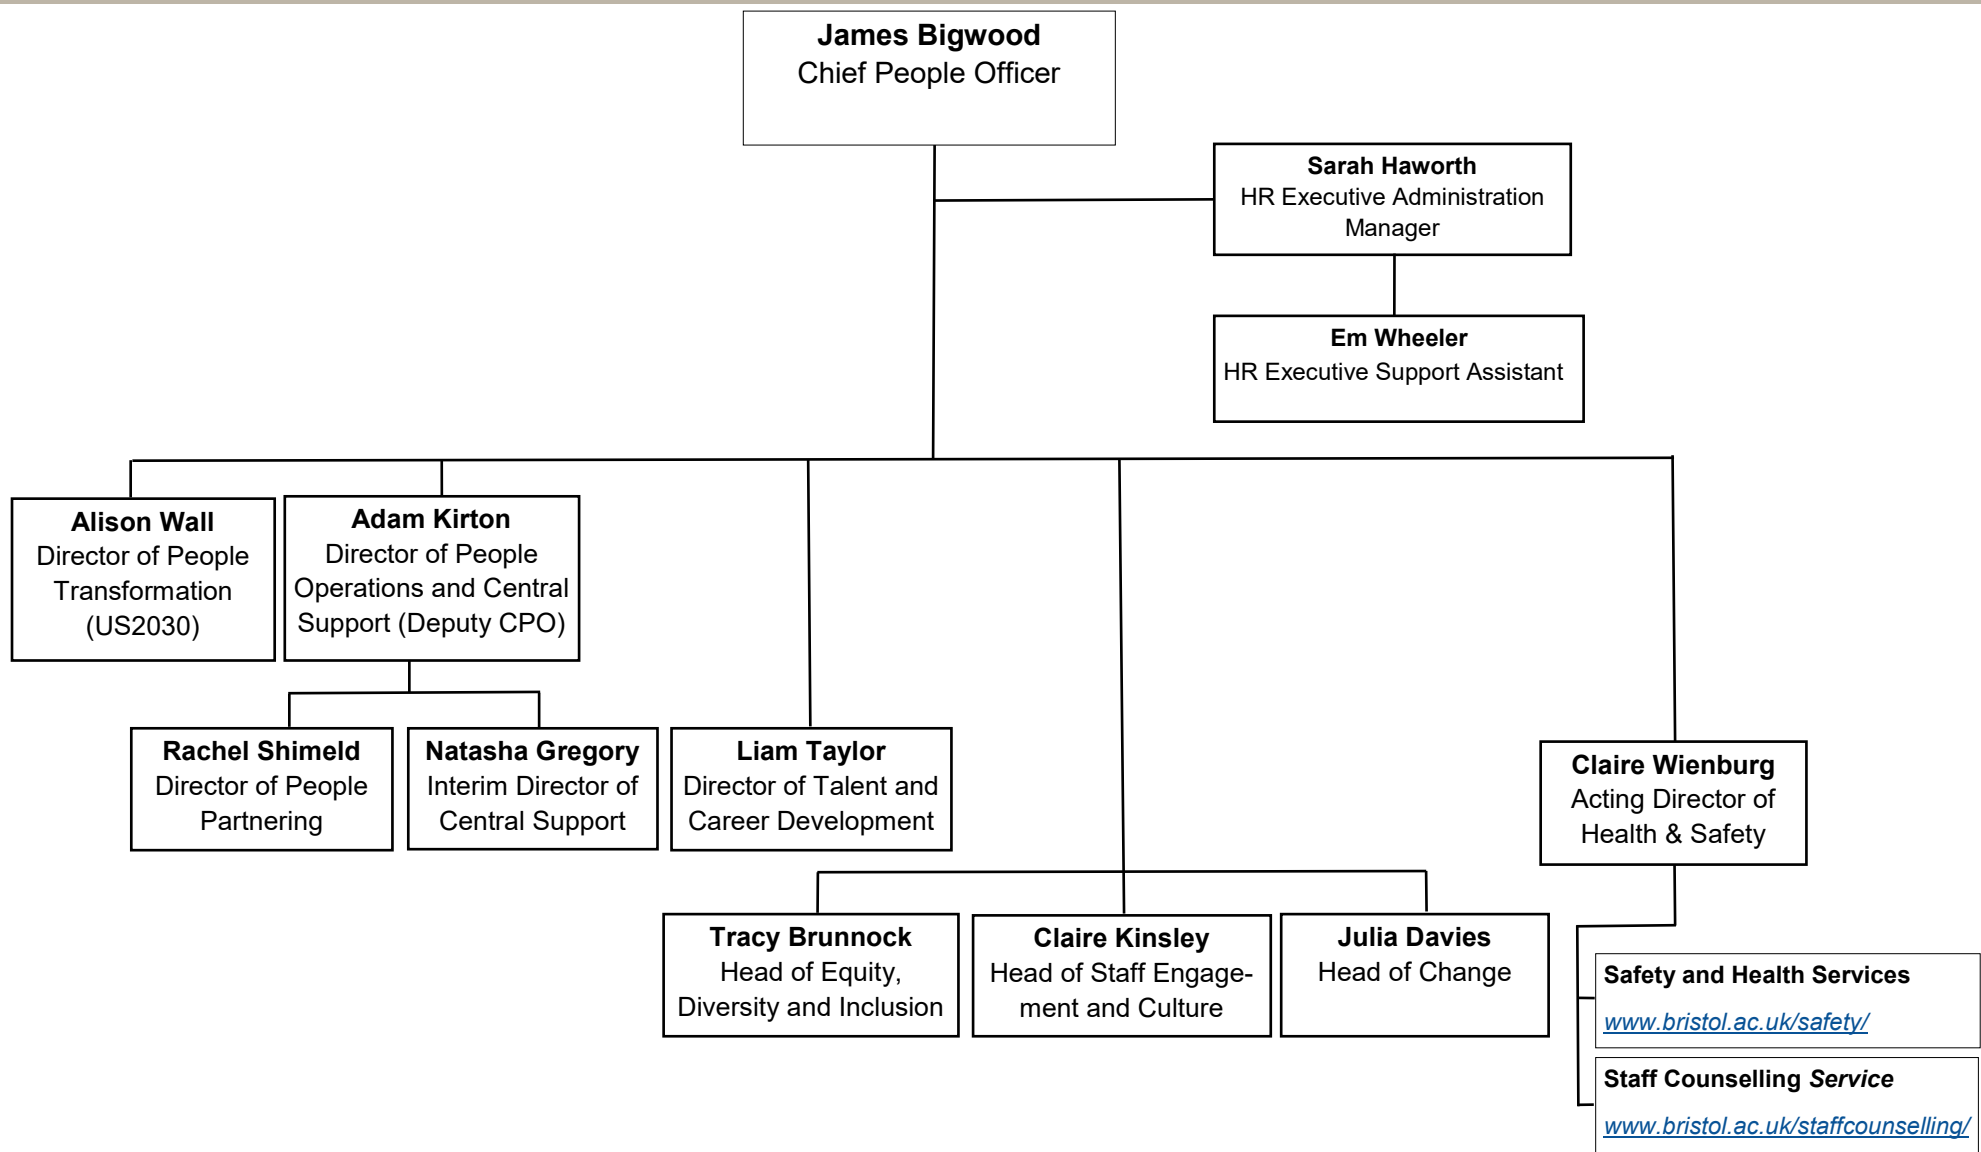 James Bigwood
Chief People Officer
Sarah Haworth
HR Executive Administration
Manager
Em Wheeler
HR Executive Support Assistant
Alison Wall
Director of People
Transformation
(US2030)
Adam Kirton
Director of People
Operations and Central
Support (Deputy CPO)
Rachel Shimeld
Director of People
Partnering
Natasha Gregory
Interim Director of
Central Support
Liam Taylor
Director of Talent and
Career Development
Claire Wienburg
Acting Director of
Health & Safety
Tracy Brunnock
Head of Equity,
Diversity and Inclusion
Claire Kinsley
Head of Staff Engage-
ment and Culture
Julia Davies
Head of Change
Safety and Health Services
www.bristol.ac.uk/safety/
Staff Counselling Service
www.bristol.ac.uk/staffcounselling/